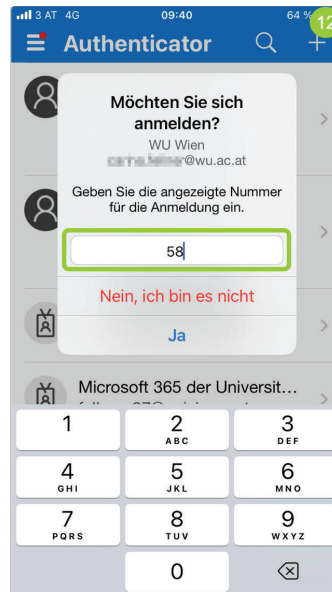 3 AT 4G 09:40 64 %
12
Authenticator
Möchten Sie sich
anmelden?
WU Wien
@wu.ac.at
Geben Sie die angezeigte Nummer
für die Anmeldung ein.
58
Nein, ich bin es nicht
Ja
Microsoft 365 der Universit...
1 2 3
ABC DEF
4 5 6
GHI JKL MNO
7 8 9
PQRS TUV WXYZ
0